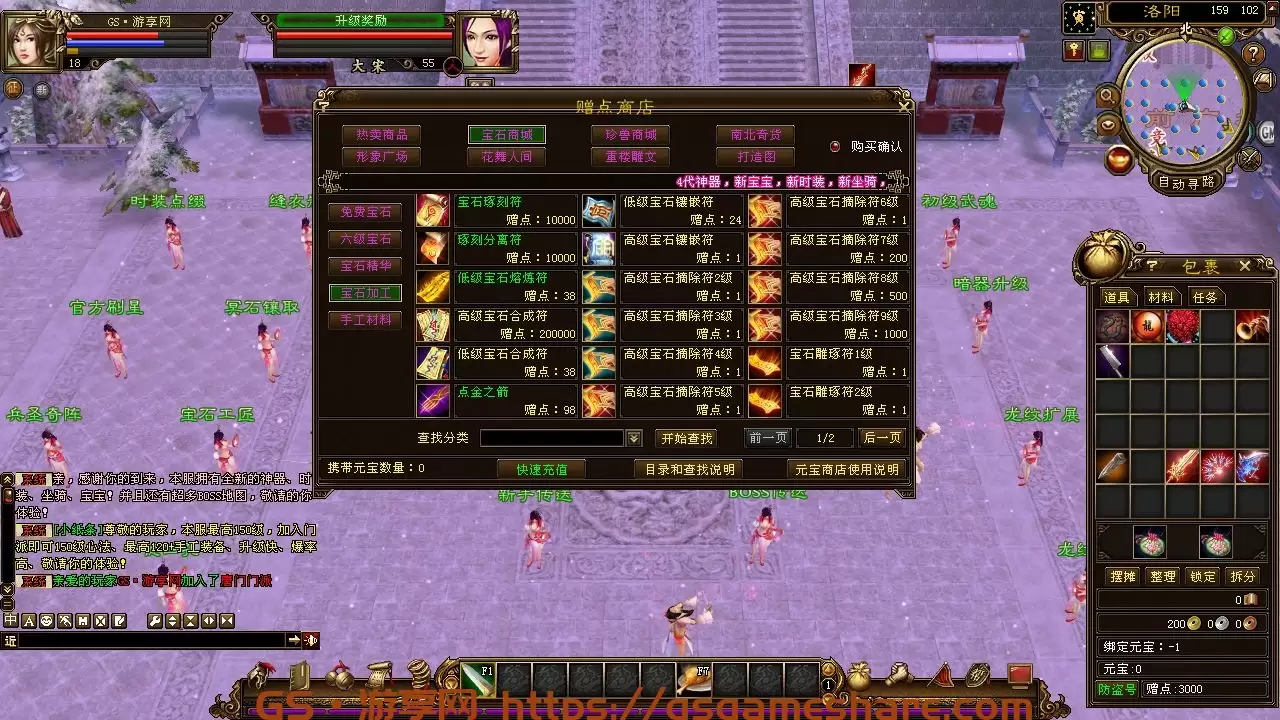 GS·游享网
18
升级奖励
大宋
55
洛阳
159 102
北
自动寻路
赠点商店
热卖商品
宝石商城
珍兽商城
南北奇货
形象广场
花舞人间
重楼雕文
打造图
购买确认
4代神器，新宝宝，新时装，新坐骑，
免费宝石
六级宝石
宝石精华
宝石加工
手工材料
宝石琢刻符
赠点：10000
低级宝石镶嵌符
赠点：24
高级宝石摘除符6级
赠点：1
琢刻分离符
赠点：10000
高级宝石镶嵌符
赠点：1
高级宝石摘除符7级
赠点：200
低级宝石熔炼符
赠点：38
高级宝石摘除符2级
赠点：1
高级宝石摘除符8级
赠点：500
高级宝石合成符
赠点：200000
高级宝石摘除符3级
赠点：1
高级宝石摘除符9级
赠点：1000
低级宝石合成符
赠点：38
高级宝石摘除符4级
赠点：1
宝石雕琢符1级
赠点：1
点金之箭
赠点：98
高级宝石摘除符5级
赠点：1
宝石雕琢符2级
赠点：1
查找分类
开始查找
前一页
1/2
后一页
携带元宝数量：0
快速充值
目录和查找说明
元宝商店使用说明
时装点缀
初级武魂
暗器升级
官方刷星
冥石镶取
兵圣奇阵
宝石工匠
龙纹扩展
新手传送
BOSS传送
包裹
道具
材料
任务
摆摊
整理
锁定
拆分
0
200 0 0
绑定元宝：-1
元宝:0
防盗号
赠点:3000
亲，感谢你的到来，本服拥有全新的神器、时
装、坐骑、宝宝！并且还有超多BOSS地图，敬请的你
体验！
[小纸条]尊敬的玩家，本服最高150级，加入门
派即可150级心法、最高120+手工装备、升级快、爆率
高、敬请你的体验！
亲爱的玩家GS·游享网加入了唐门门派
近
F1
F7
GS·游享网 https://gsgameshare.com